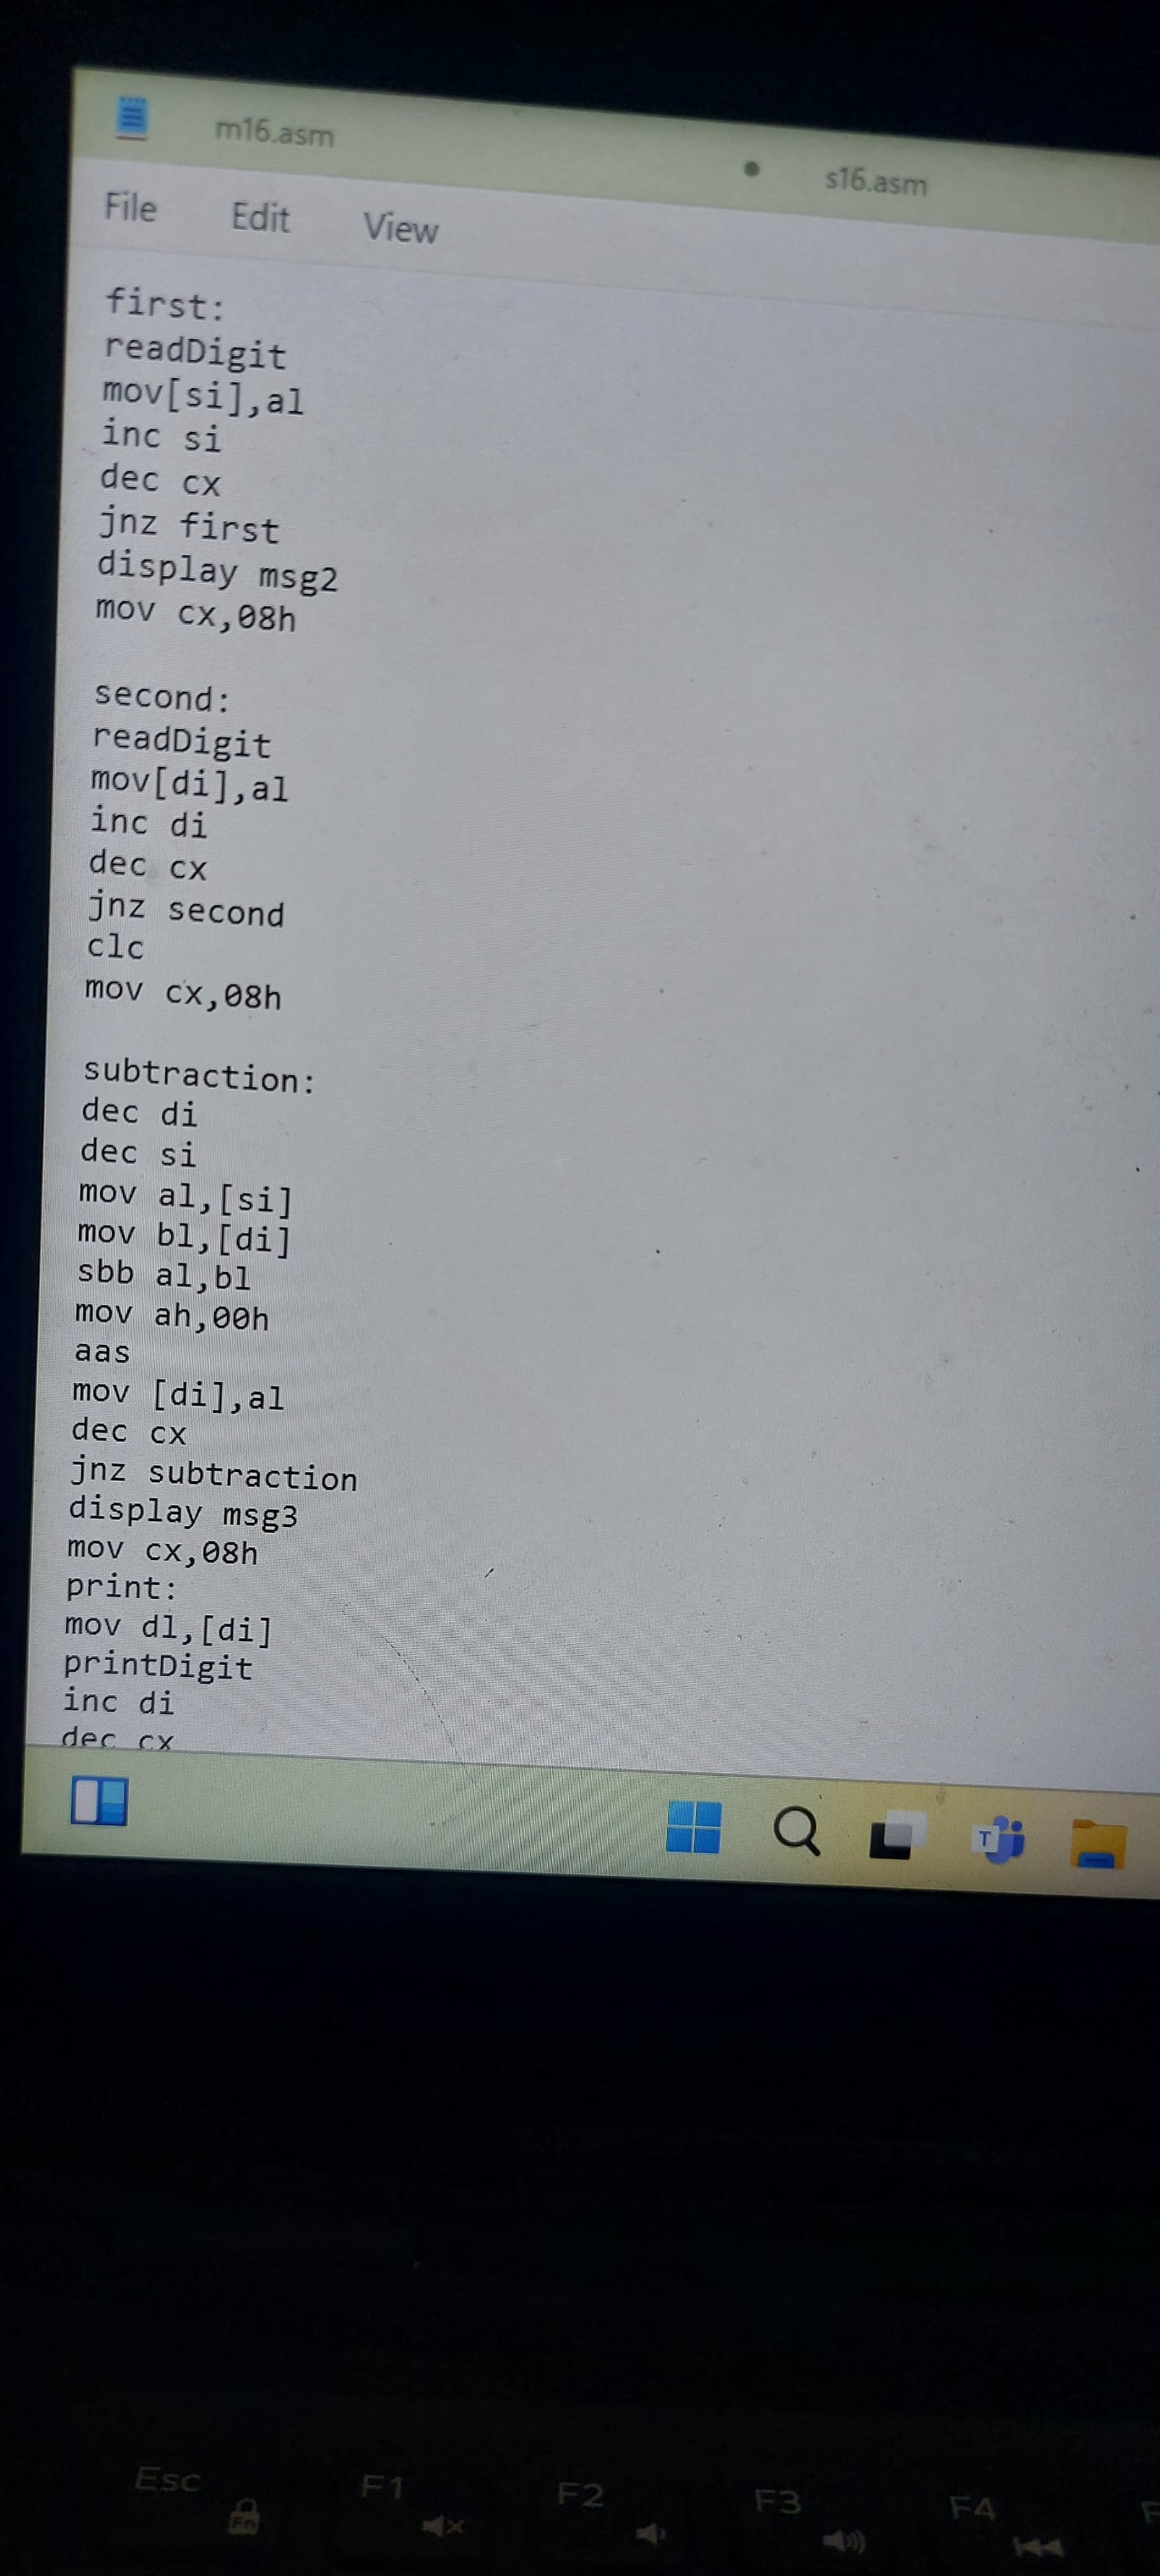 m16.asm
s16.asm
File Edit View
first:
readDigit
mov[si],al
inc si
dec cx
jnz first
display msg2
mov cx,08h
second:
readDigit
mov[di],al
inc di
dec cx
jnz second
clc
mov cx,08h
subtraction:
dec di
dec si
mov al,[si]
mov bl,[di]
sbb al,bl
mov ah,00h
aas
mov [di],al
dec cx
jnz subtraction
display msg3
mov cx,08h
print:
mov dl,[di]
printDigit
inc di
dec cx
T
Esc F1 F2 F3 F4
Fn